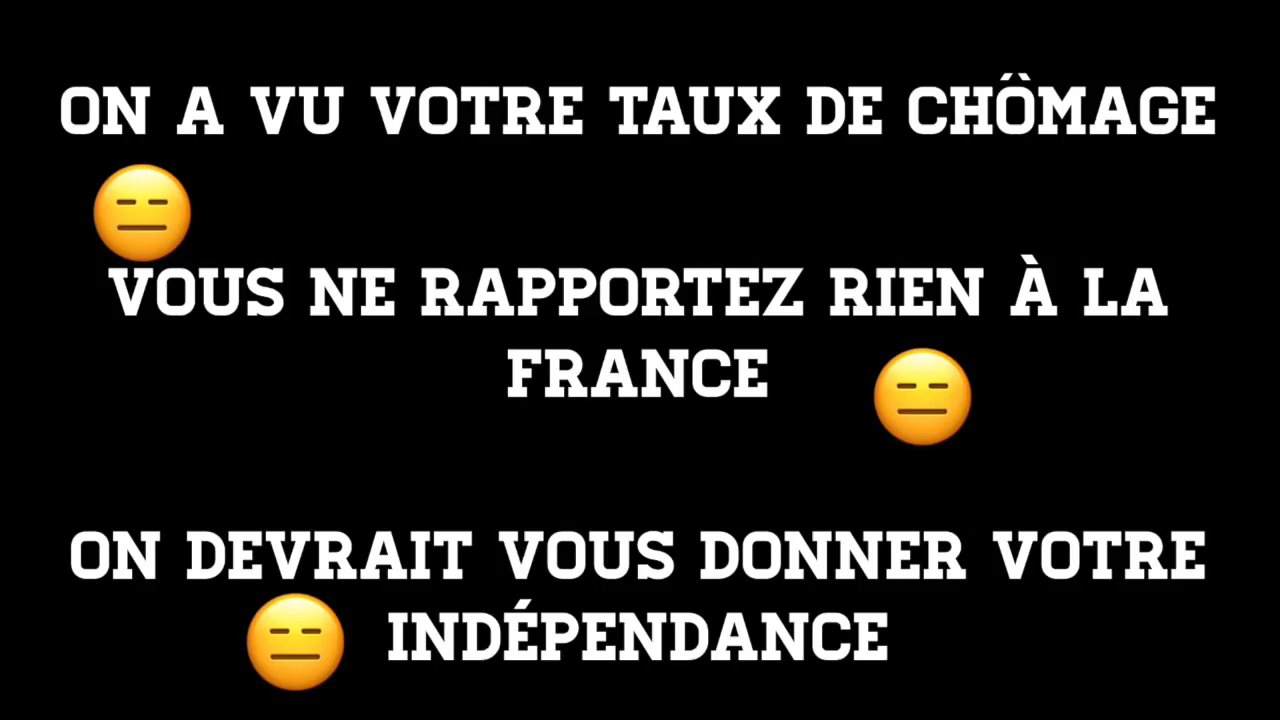 ON A VU VOTRE TAUX DE CHÔMAGE
VOUS NE RAPPORTEZ RIEN À LA
FRANCE
ON DEVRAIT VOUS DONNER VOTRE
INDÉPENDANCE